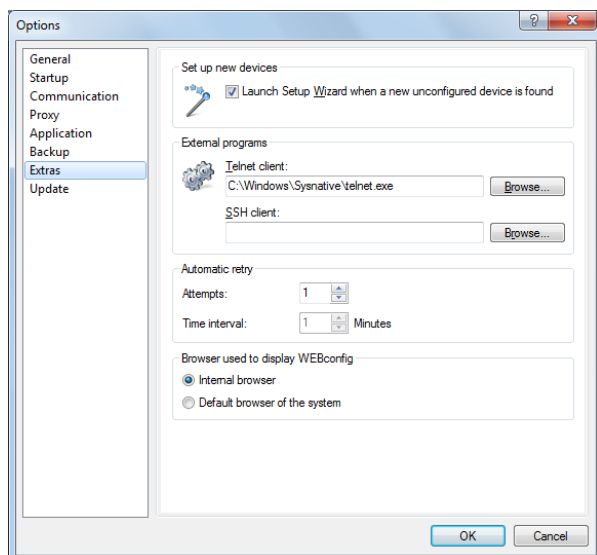 Options
General
Startup
Communication
Proxy
Application
Backup
Extras
Update
Set up new devices
Launch Setup Wizard when a new unconfigured device is found
External programs
Telnet client:
C:\Windows\Sysnative\telnet.exe
Browse...
SSH client:
Browse...
Automatic retry
Attempts: 1
Time interval: 1 Minutes
Browser used to display WEBconfig
Internal browser
Default browser of the system
OK Cancel